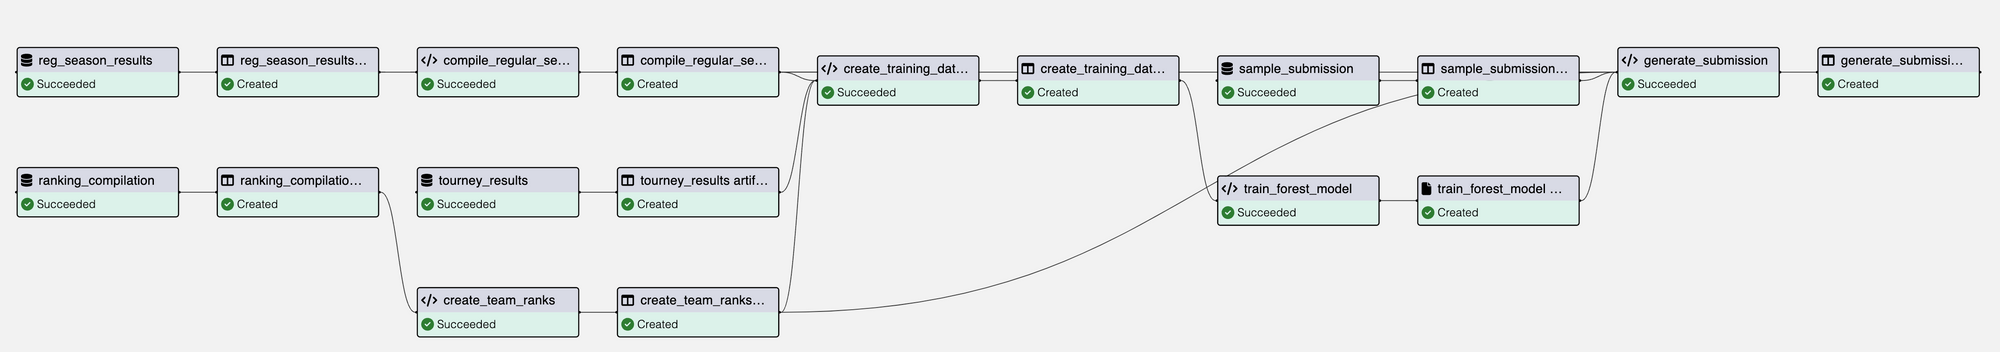 reg_season_results
Succeeded
reg_season_results...
Created
compile_regular_se...
Succeeded
compile_regular_se...
Created
create_training_dat...
Succeeded
create_training_dat...
Created
sample_submission
Succeeded
sample_submission...
Created
generate_submission
Succeeded
generate_submissi...
Created
ranking_compilation
Succeeded
ranking_compilatio...
Created
tourney_results
Succeeded
tourney_results artif...
Created
train_forest_model
Succeeded
train_forest_model ...
Created
create_team_ranks
Succeeded
create_team_ranks...
Created